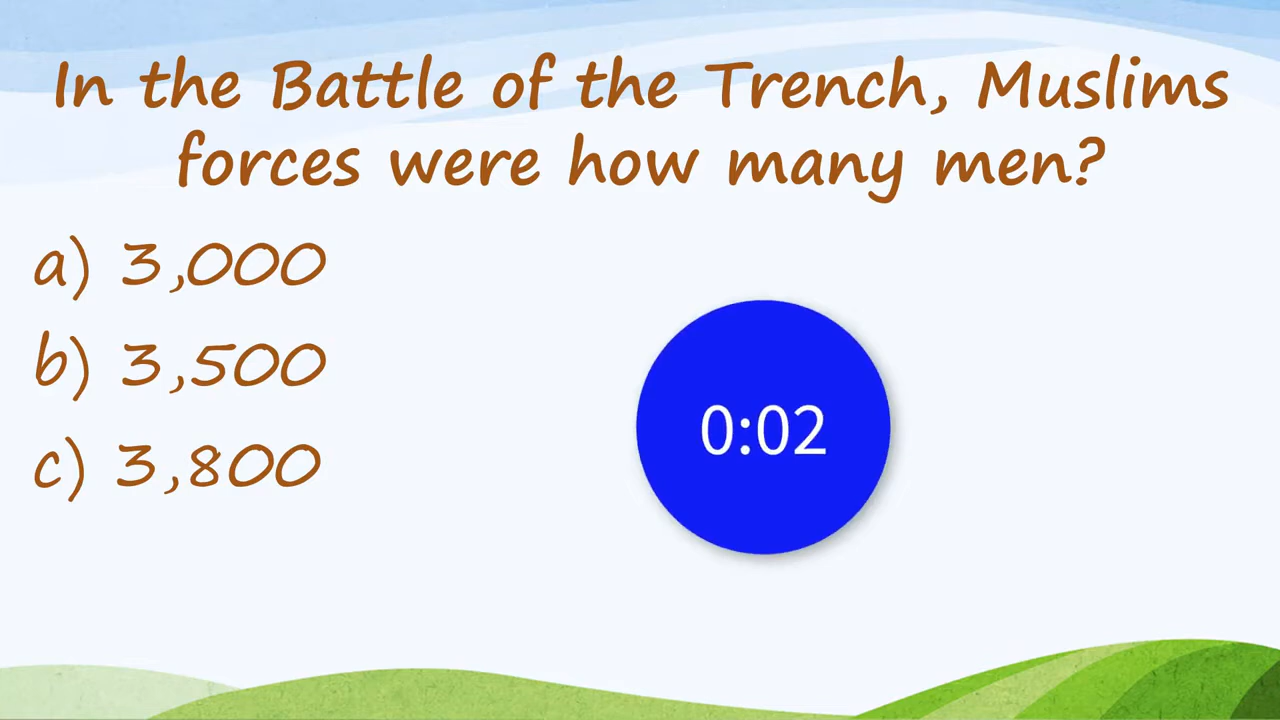 In the Battle of the Trench, Muslims
forces were how many men?
a) 3,000
b) 3,500
c) 3,800
0:02